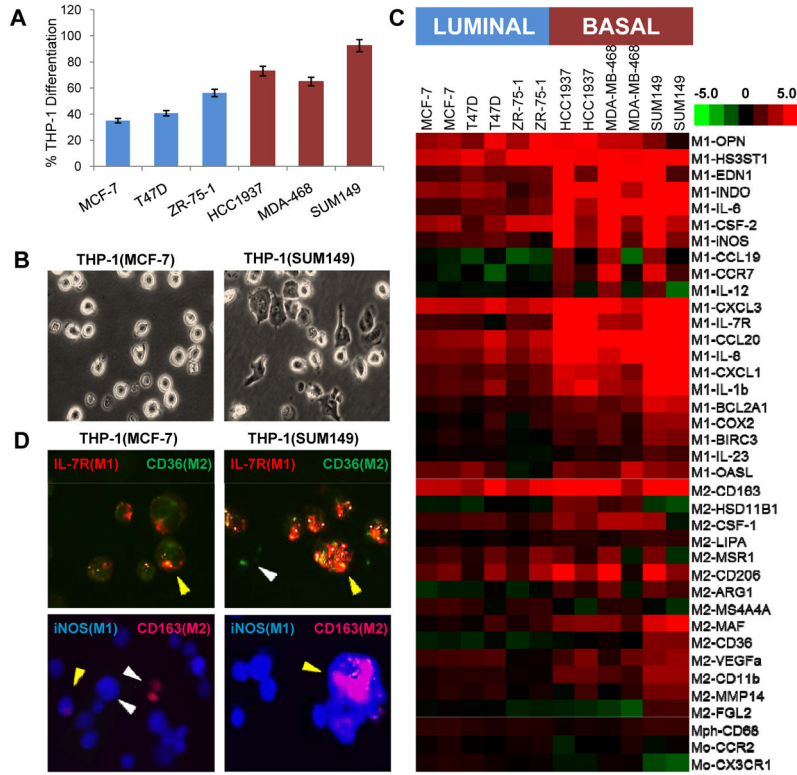 A
% THP-1 Differentiation
120
100
80
60
40
20
0
MCF-7
T47D
ZR-75-1
HCC1937
MDA-468
SUM149
B
THP-1(MCF-7)
THP-1(SUM149)
D
THP-1(MCF-7)
THP-1(SUM149)
IL-7R(M1)
CD36(M2)
IL-7R(M1)
CD36(M2)
iNOS(M1)
CD163(M2)
iNOS(M1)
CD163(M2)
C
LUMINAL
BASAL
MCF-7
MCF-7
T47D
T47D
ZR-75-1
ZR-75-1
HCC1937
HCC1937
MDA-MB-468
MDA-MB-468
SUM149
SUM149
-5.0
0
5.0
M1-OPN
M1-HS3ST1
M1-EDN1
M1-INDO
M1-IL-6
M1-CSF-2
M1-iNOS
M1-CCL19
M1-CCR7
M1-IL-12
M1-CXCL3
M1-IL-7R
M1-CCL20
M1-IL-8
M1-CXCL1
M1-IL-1b
M1-BCL2A1
M1-COX2
M1-BIRC3
M1-IL-23
M1-OASL
M2-CD163
M2-HSD11B1
M2-CSF-1
M2-LIPA
M2-MSR1
M2-CD206
M2-ARG1
M2-MS4A4A
M2-MAF
M2-CD36
M2-VEGFa
M2-CD11b
M2-MMP14
M2-FGL2
Mph-CD68
Mo-CCR2
Mo-CX3CR1